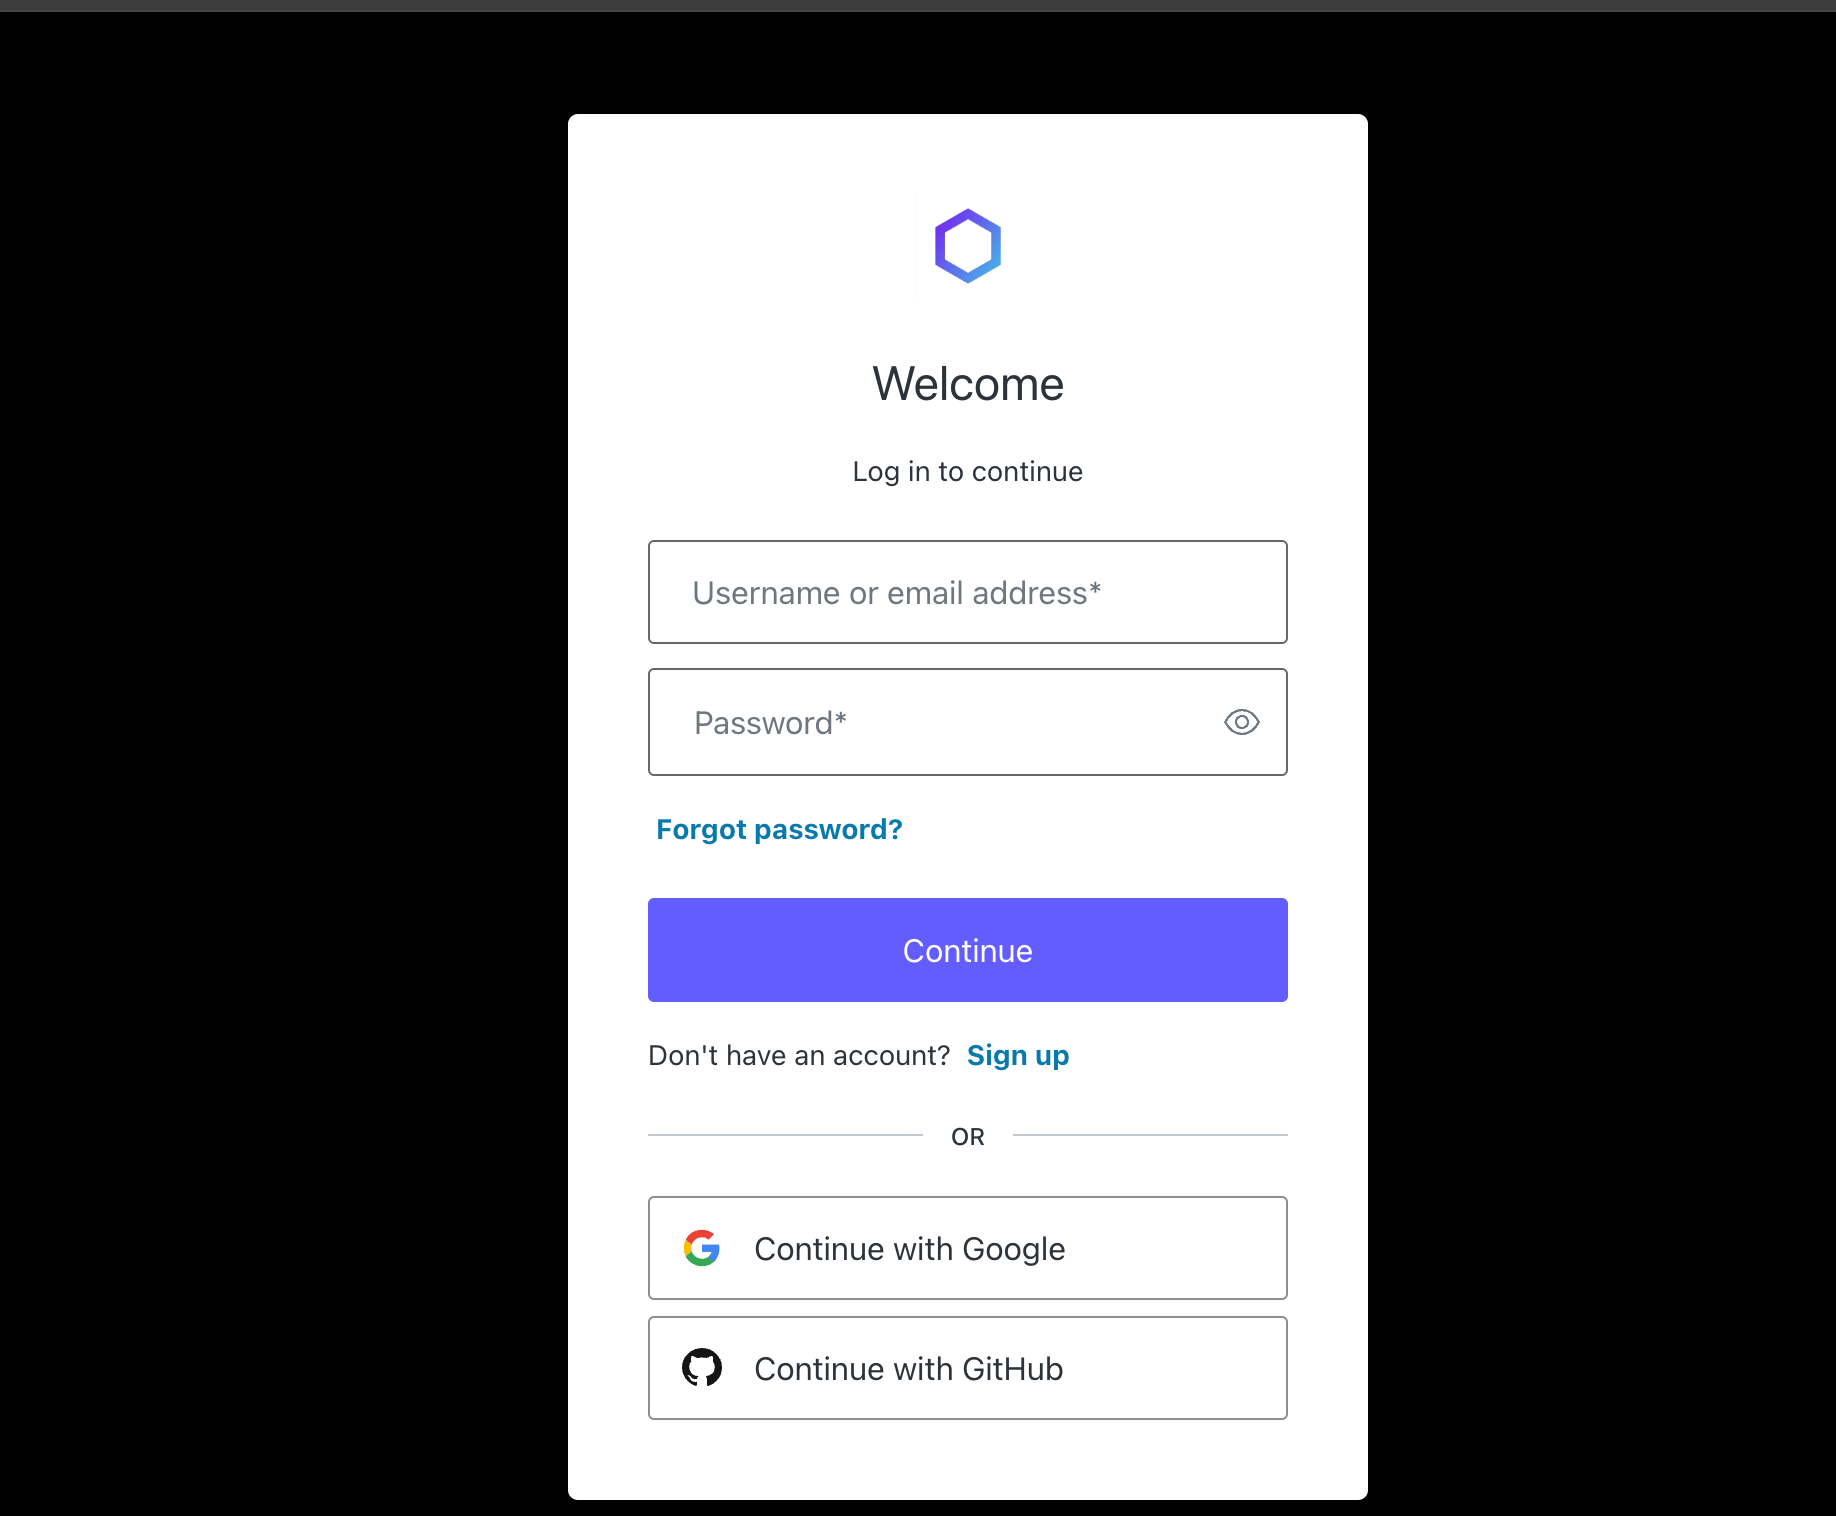 Welcome
Log in to continue
Username or email address*
Password*
Forgot password?
Continue
Don't have an account? Sign up
OR
Continue with Google
Continue with GitHub